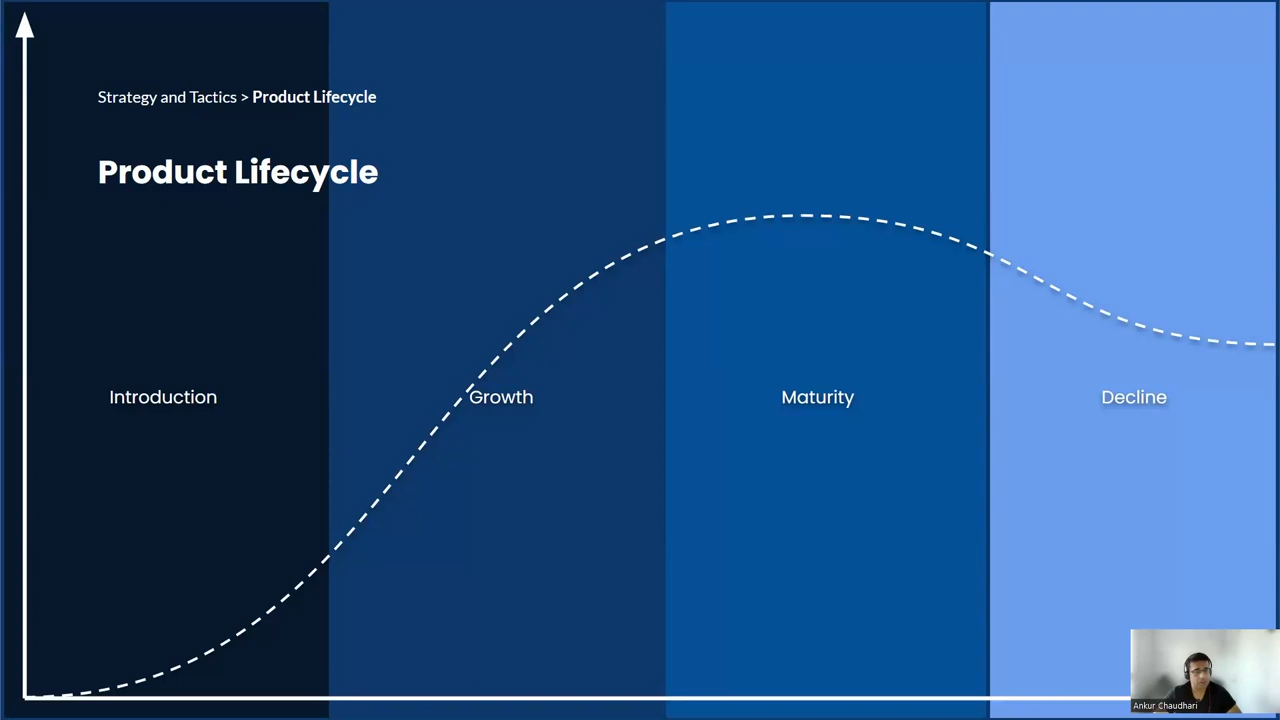 Strategy and Tactics > Product Lifecycle
Product Lifecycle
Introduction
Growth
Maturity
Decline
Ankur Chaudhari